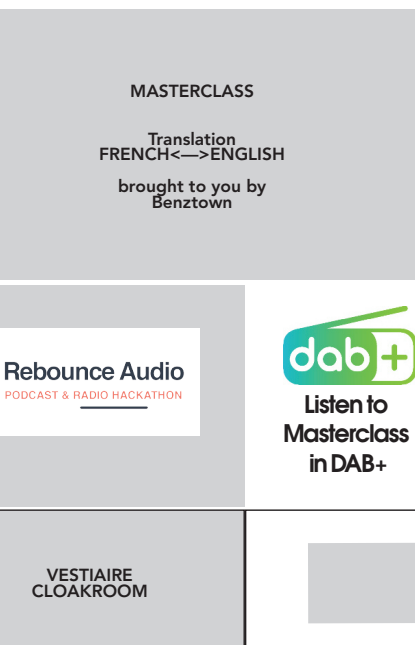 MASTERCLASS
Translation
FRENCH<—>ENGLISH
brought to you by
Benztown
Rebounce Audio
PODCAST & RADIO HACKATHON
dab+
Listen to
Masterclass
in DAB+
VESTIAIRE
CLOAKROOM